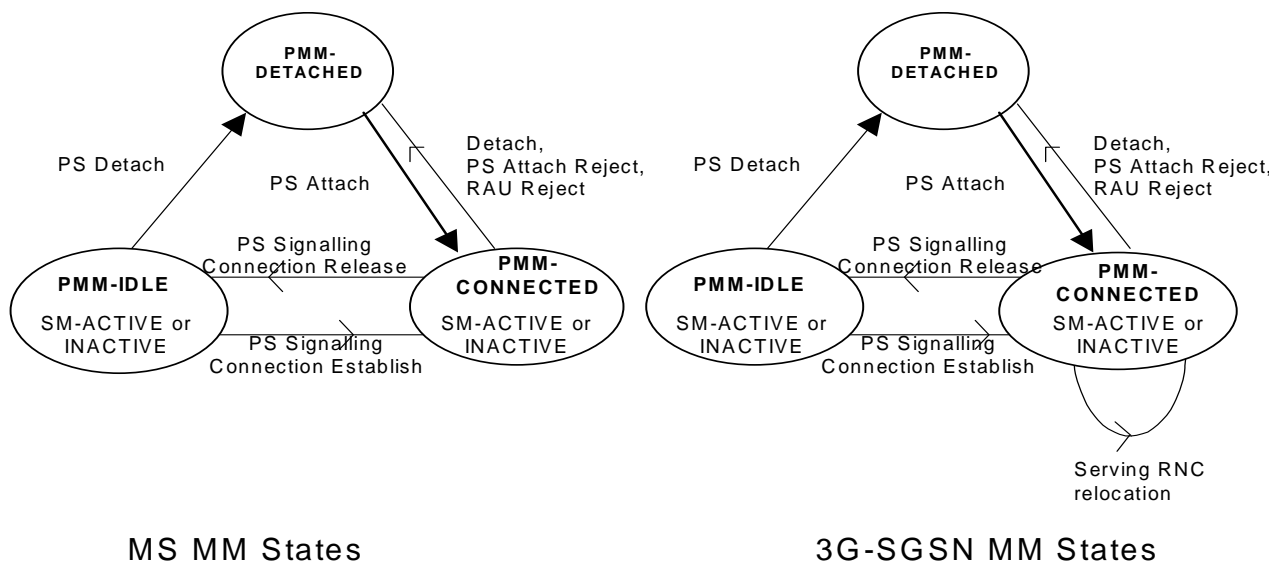 PMM-
DETACHED
PS Detach
PS Attach
Detach,
PS Attach Reject,
RAU Reject
PS Signalling
Connection Release
PMM-IDLE
SM-ACTIVE or
INACTIVE
PMM-
CONNECTED
SM-ACTIVE or
INACTIVE
PS Signalling
Connection Establish
MS MM States
PMM-
DETACHED
PS Detach
PS Attach
Detach,
PS Attach Reject,
RAU Reject
PS Signalling
Connection Release
PMM-IDLE
SM-ACTIVE or
INACTIVE
PMM-
CONNECTED
SM-ACTIVE or
INACTIVE
PS Signalling
Connection Establish
Serving RNC
relocation
3G-SGSN MM States